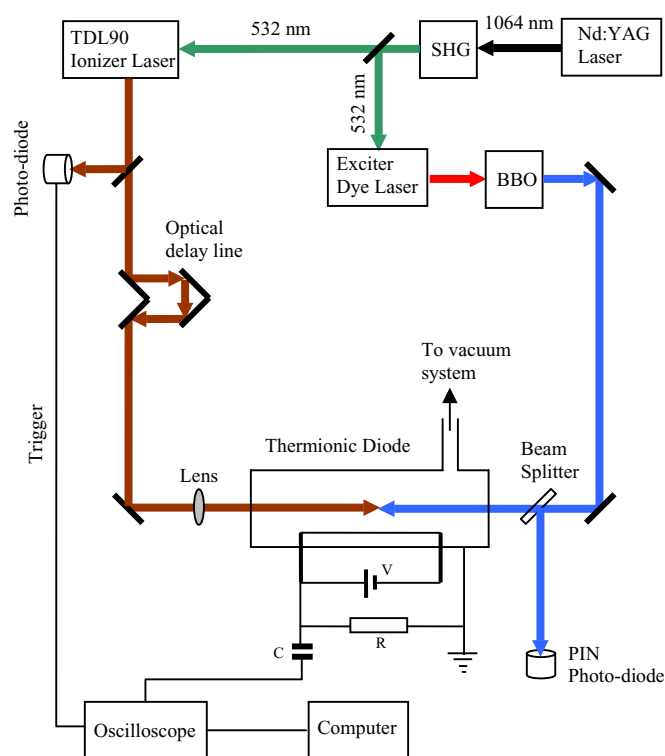 TDL90
Ionizer Laser
532 nm
SHG
1064 nm
Nd:YAG
Laser
532 nm
Exciter
Dye Laser
BBO
Photo-diode
Optical
delay line
To vacuum
system
Thermionic Diode
Beam
Splitter
Trigger
Lens
V
R
C
PIN
Photo-diode
Oscilloscope
Computer